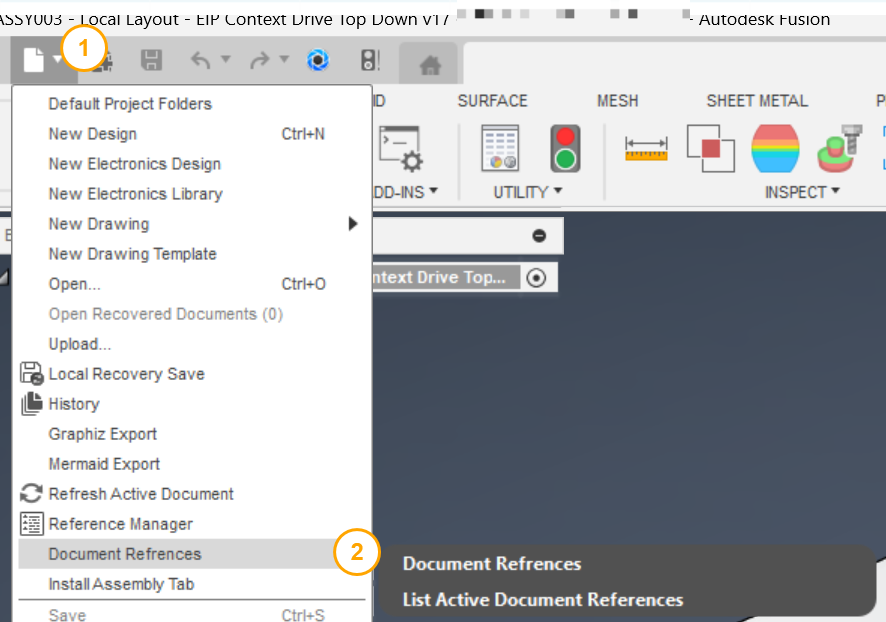 ASSY003 - Local Layout - EIP Context Drive Top Down v17 - Autodesk Fusion
1
SURFACE MESH SHEET METAL
DD-INS UTILITY INSPECT
ntext Drive Top...
Default Project Folders
New Design Ctrl+N
New Electronics Design
New Electronics Library
New Drawing
New Drawing Template
Open... Ctrl+O
Open Recovered Documents (0)
Upload...
Local Recovery Save
History
Graphiz Export
Mermaid Export
Refresh Active Document
Reference Manager
Document Refrences
Install Assembly Tab
Save Ctrl+S
2
Document Refrences
List Active Document References